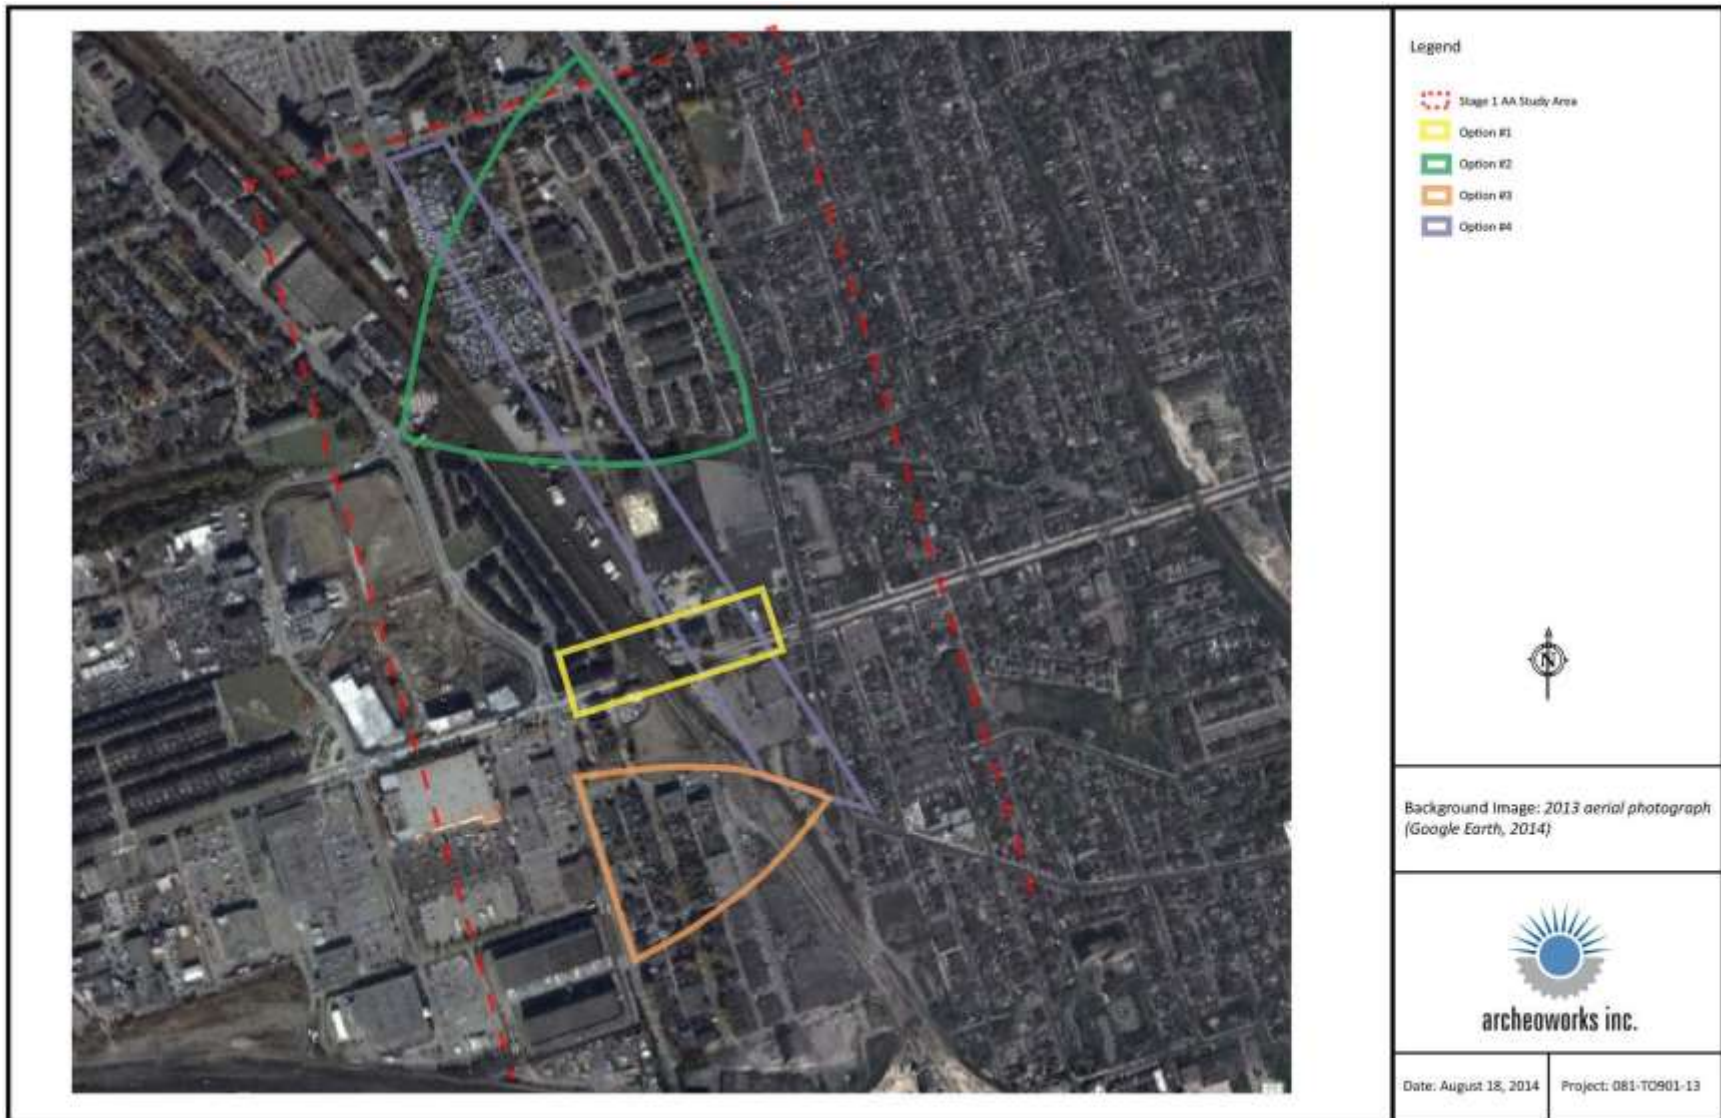 Legend
Stage 1 AA Study Area
Option #1
Option #2
Option #3
Option #4
N
Background Image: 2013 aerial photograph
(Google Earth, 2014)
archeoworks inc.
Date: August 18, 2014
Project: 081-TO901-13